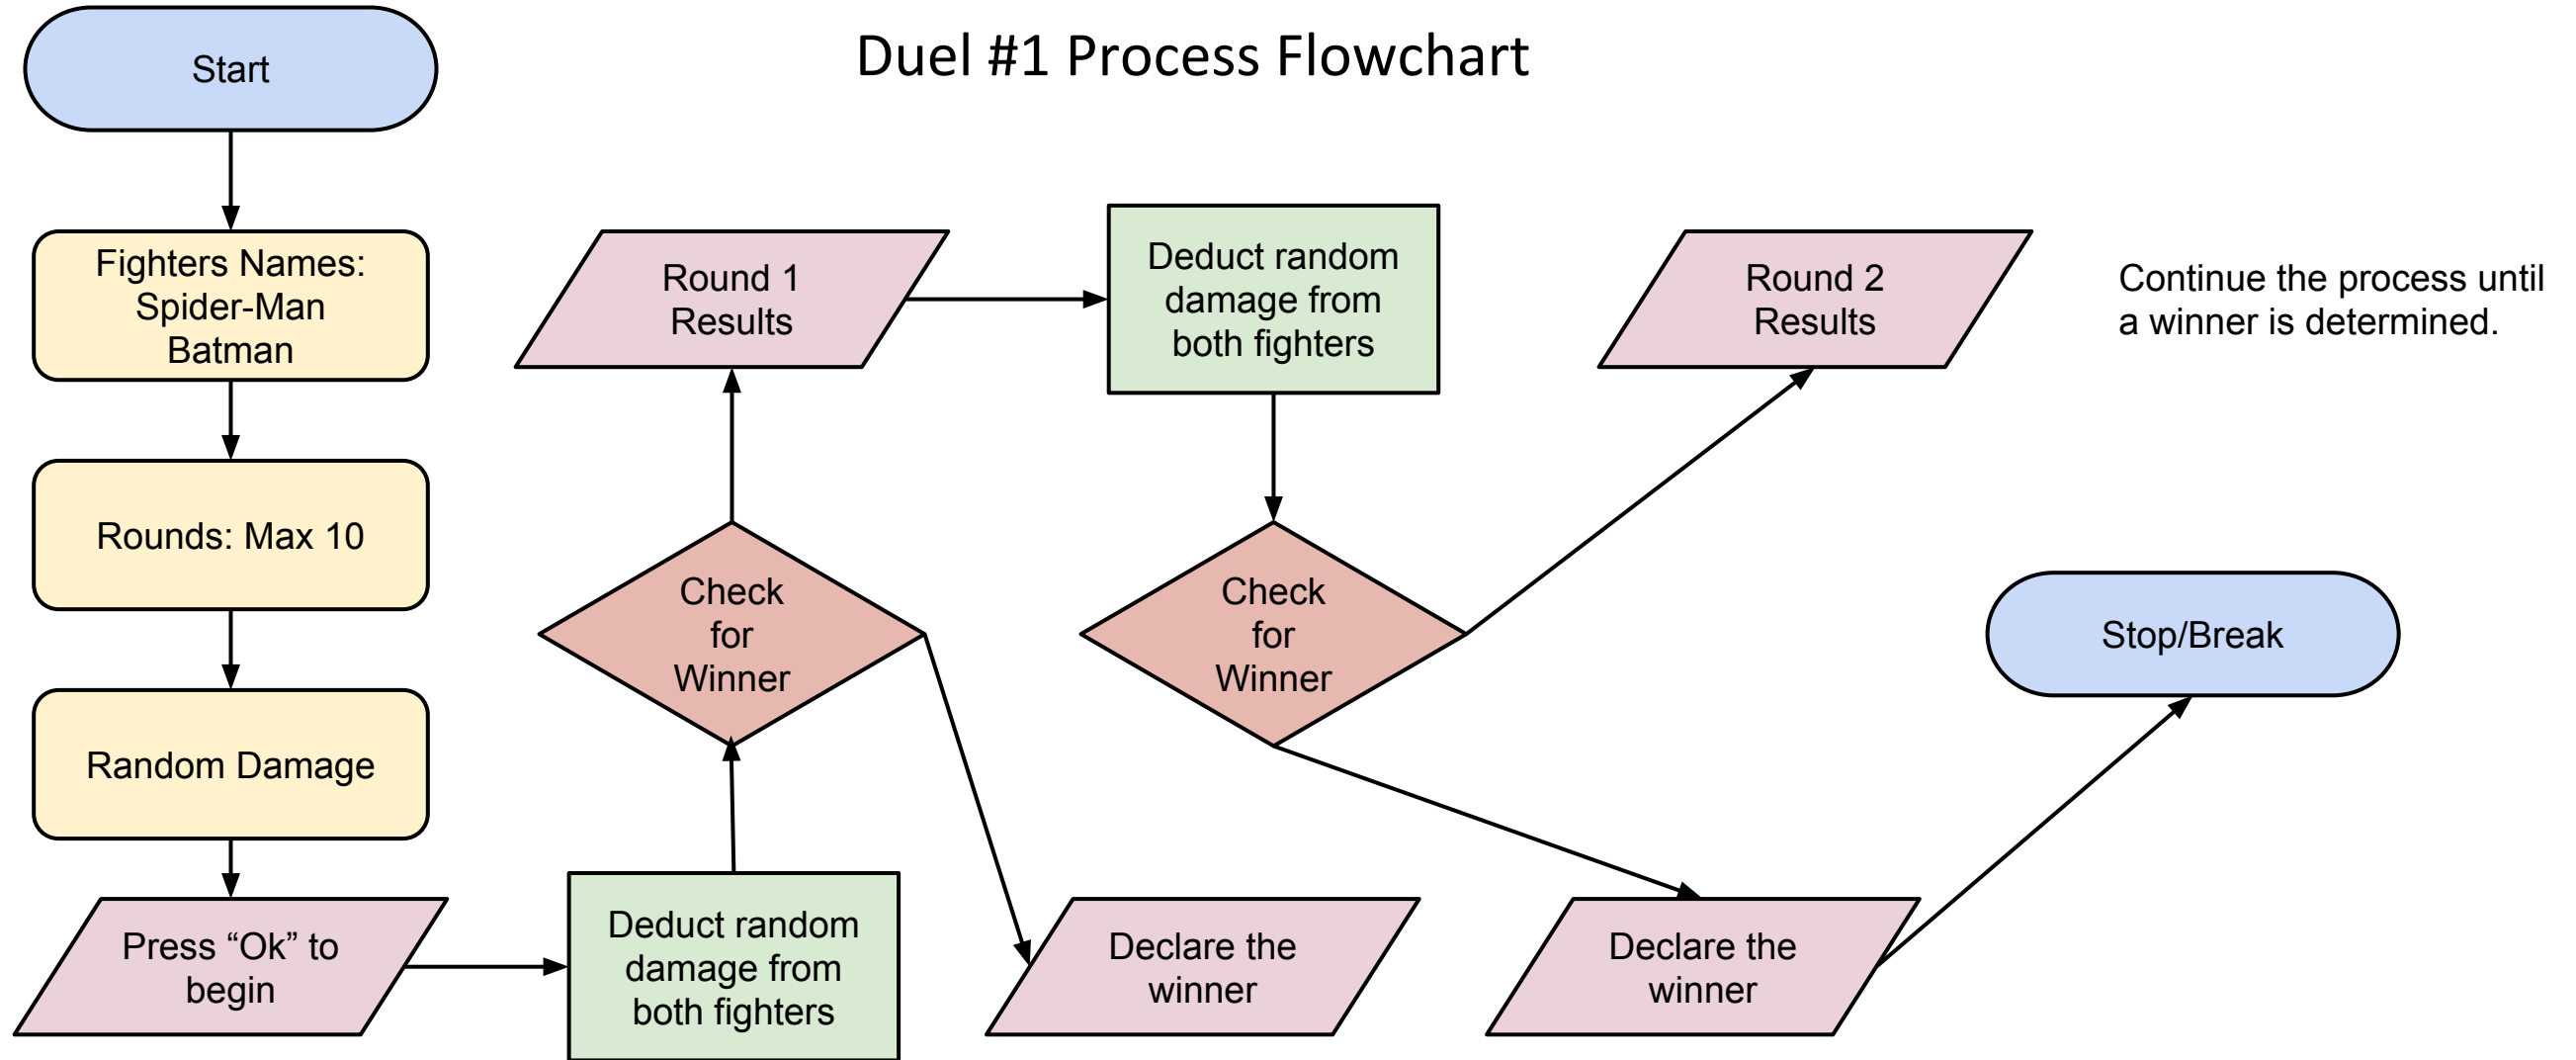 Duel #1 Process Flowchart
Start
Fighters Names:
Spider-Man
Batman
Rounds: Max 10
Random Damage
Press “Ok” to
begin
Deduct random
damage from
both fighters
Check
for
Winner
Round 1
Results
Declare the
winner
Deduct random
damage from
both fighters
Check
for
Winner
Round 2
Results
Declare the
winner
Stop/Break
Continue the process until
a winner is determined.